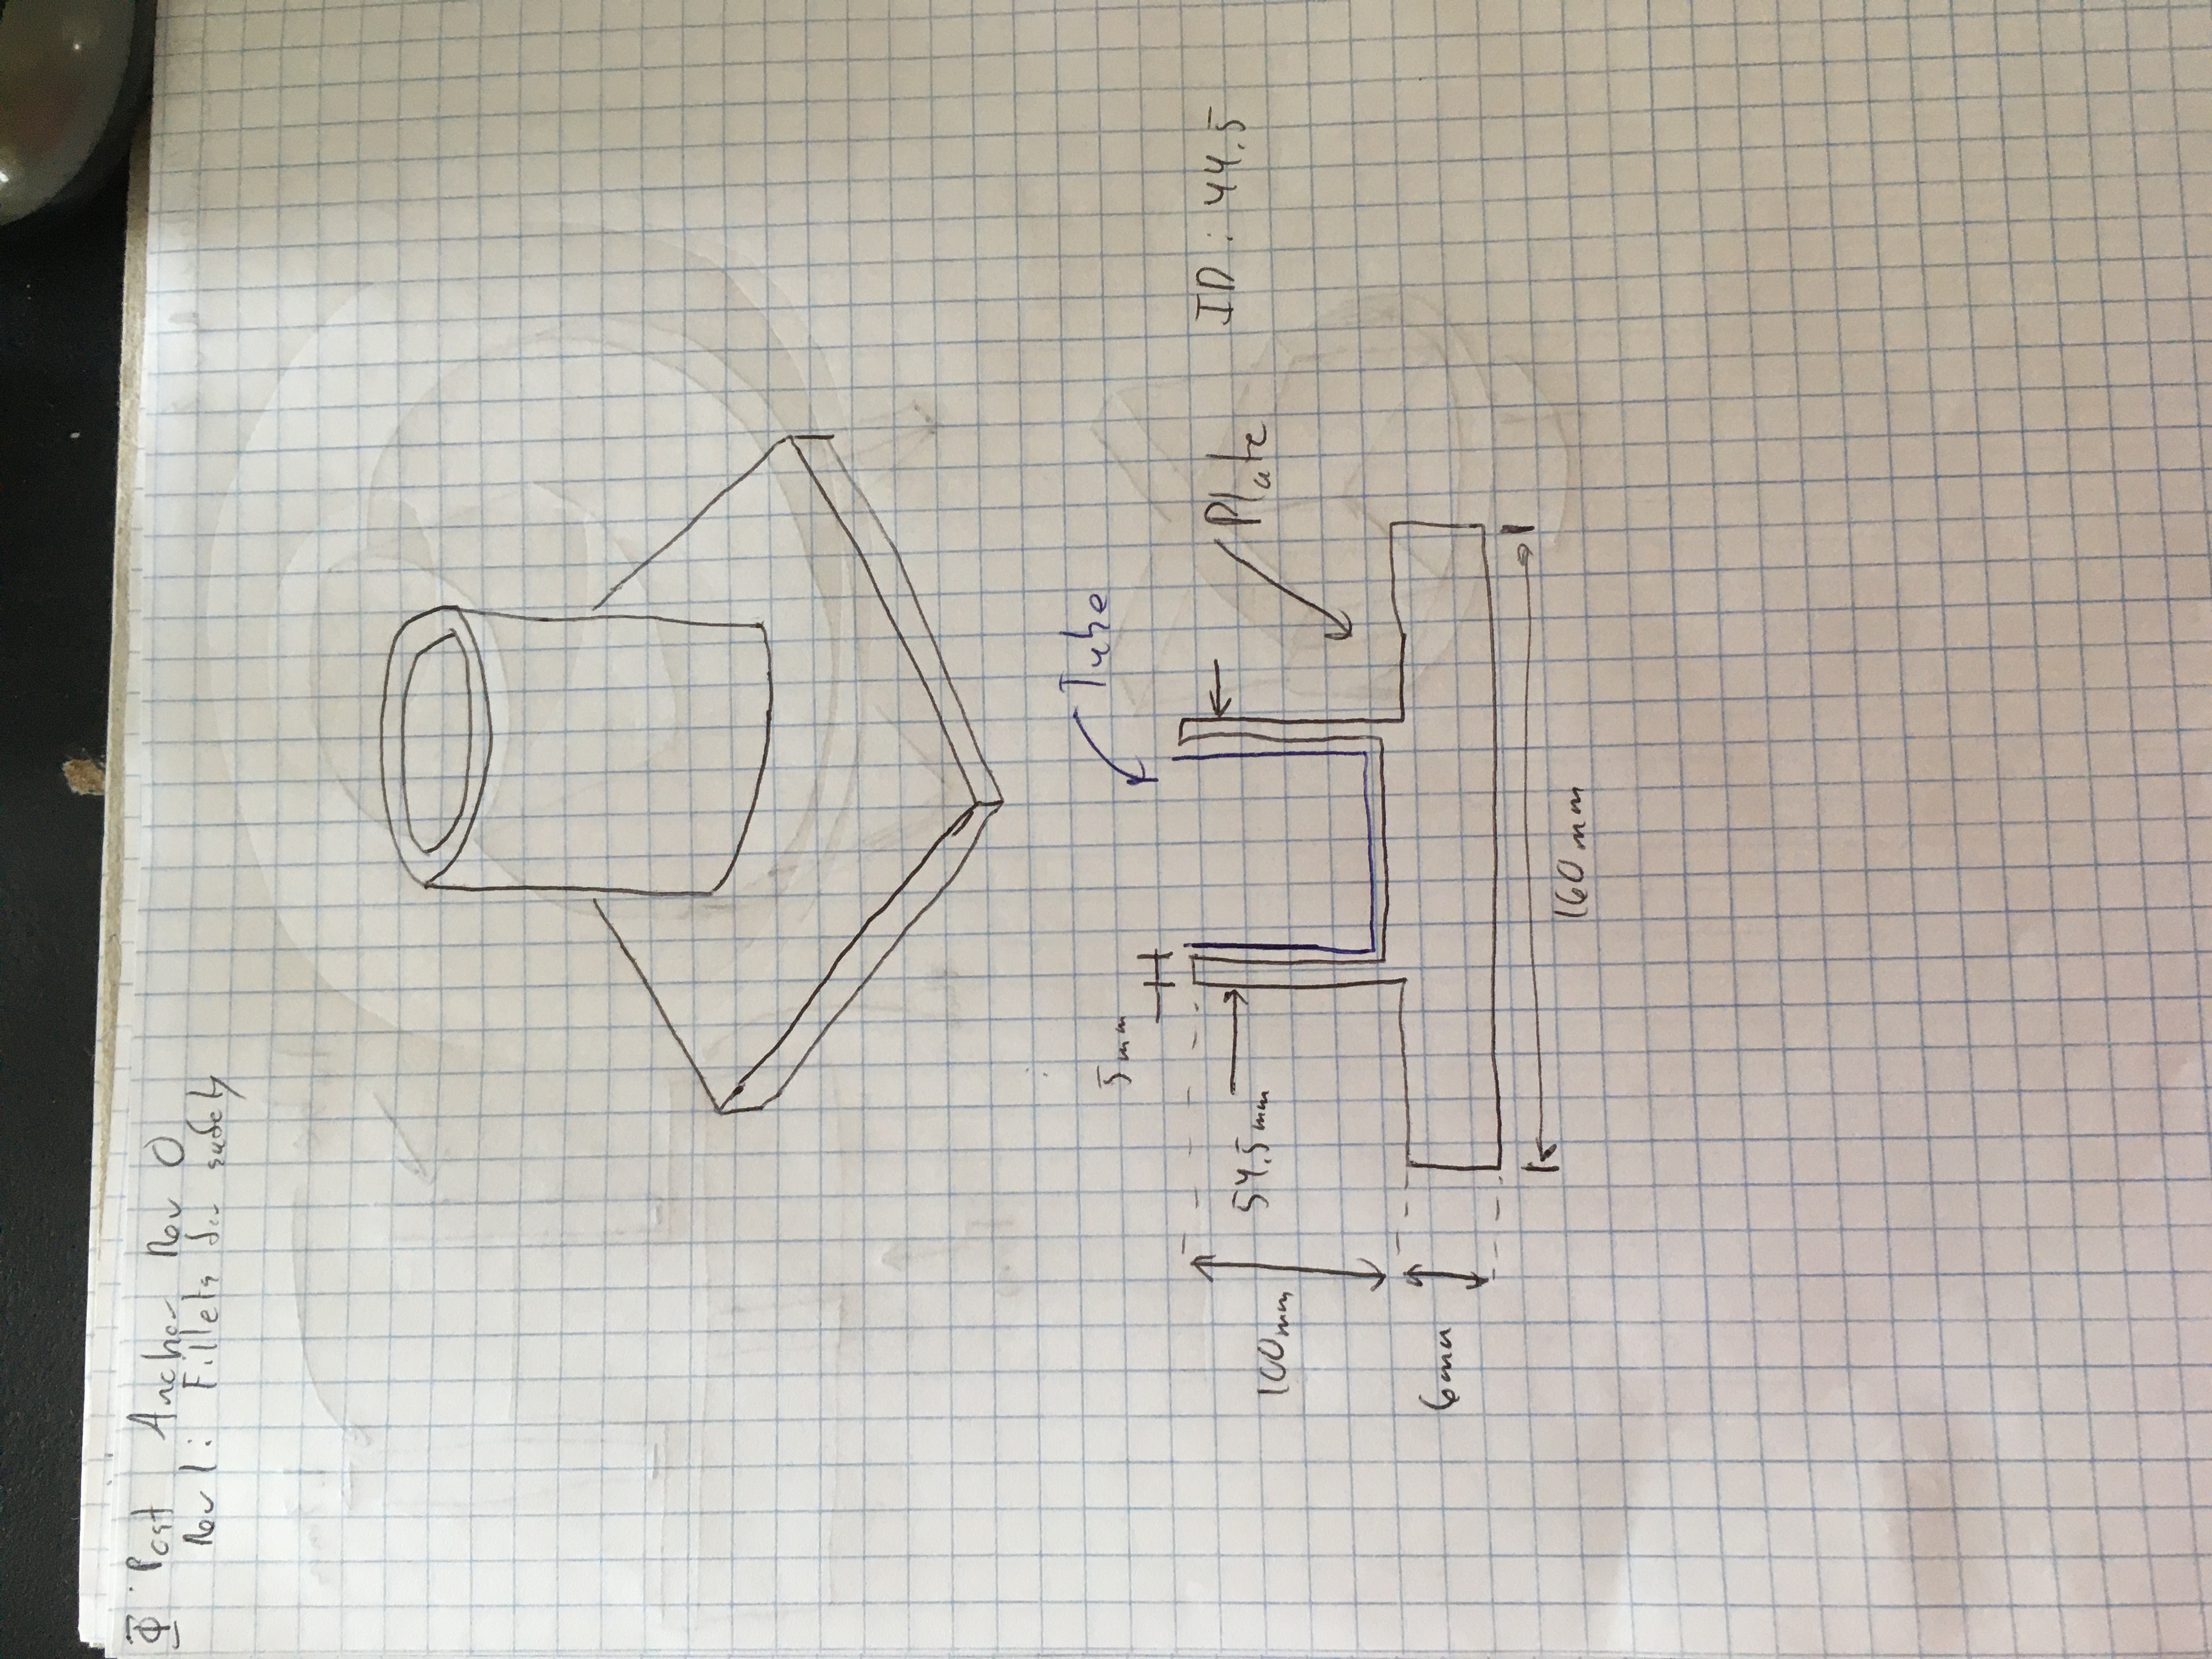 Φ Post Anchor Rev 0
Rev 1: Fillets for safety
Tube
5mm
54.5mm
ID: 44.5
Plate
100mm
6mm
160mm